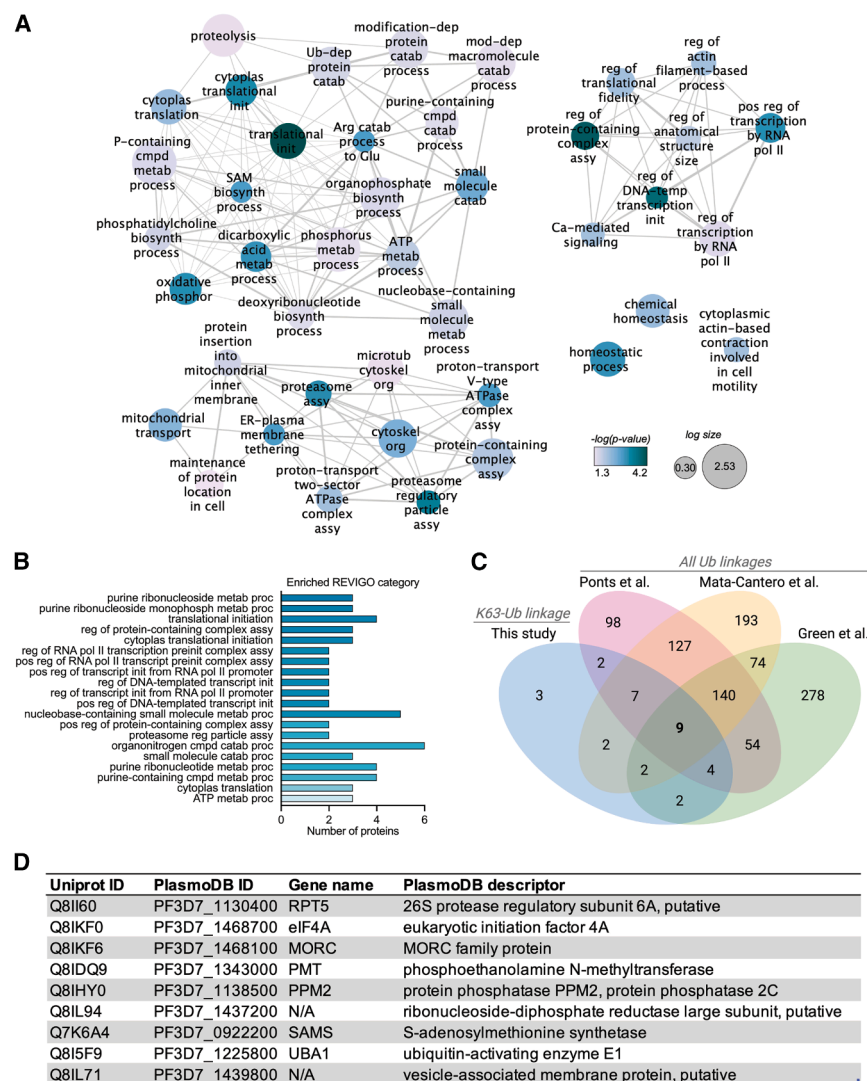 A
proteolysis
cytoplas
translational
init
cytoplas
translation
translational
init
Ub-dep
protein
catab
modification-dep
protein
catab
process
mod-dep
macromolecule
catab
process
purine-containing
cmpd
catab
process
Arg catab
process
to Glu
P-containing
cmpd
metab
process
SAM
biosynth
process
organophosphate
biosynth
process
small
molecule
catab
phosphatidylcholine
biosynth
process
dicarboxylic
acid
metab
process
phosphorus
metab
process
ATP
metab
process
oxidative
phosphor
deoxyribonucleotide
biosynth
process
nucleobase-containing
small
molecule
metab
process
protein
insertion
into
mitochondrial
inner
membrane
microtub
cytoskel
org
proteasome
assy
proton-transport
V-type
ATPase
complex
assy
mitochondrial
transport
ER-plasma
membrane
tethering
cytoskel
org
protein-containing
complex
assy
maintenance
of protein
location
in cell
proton-transport
two-sector
ATPase
complex
assy
proteasome
regulatory
particle
assy
reg of
translational
fidelity
reg of
actin
filament-based
process
reg of
protein-containing
complex
assy
reg of
anatomical
structure
size
pos reg of
transcription
by RNA
pol II
reg of
DNA-temp
transcription
init
Ca-mediated
signaling
reg of
transcription
by RNA
pol II
chemical
homeostasis
homeostatic
process
cytoplasmic
actin-based
contraction
involved
in cell
motility
-log(p-value)
1.3 4.2
log size
0.30 2.53
B
Enriched REVIGO category
purine ribonucleoside metab proc
purine ribonucleoside monophosph metab proc
translational initiation
reg of protein-containing complex assy
cytoplas translational initiation
reg of RNA pol II transcription preinit complex assy
pos reg of RNA pol II transcript preinit complex assy
pos reg of transcript init from RNA pol II promoter
reg of DNA-templated transcript init
reg of transcript init from RNA pol II promoter
pos reg of DNA-templated transcript init
nucleobase-containing small molecule metab proc
pos reg of protein-containing complex assy
proteasome reg particle assy
organonitrogen cmpd catab proc
small molecule catab proc
purine ribonucleotide metab proc
purine-containing cmpd metab proc
cytoplas translation
ATP metab proc
0 2 4 6
Number of proteins
C
All Ub linkages
Ponts et al. Mata-Cantero et al.
K63-Ub linkage
This study Green et al.
98 193
127
2 74
3 7 140 278
9
2 54
2 4
2
D
Uniprot ID PlasmoDB ID Gene name PlasmoDB descriptor
Q8II60 PF3D7_1130400 RPT5 26S protease regulatory subunit 6A, putative
Q8IKF0 PF3D7_1468700 eIF4A eukaryotic initiation factor 4A
Q8IKF6 PF3D7_1468100 MORC MORC family protein
Q8IDQ9 PF3D7_1343000 PMT phosphoethanolamine N-methyltransferase
Q8IHY0 PF3D7_1138500 PPM2 protein phosphatase PPM2, protein phosphatase 2C
Q8IL94 PF3D7_1437200 N/A ribonucleoside-diphosphate reductase large subunit, putative
Q7K6A4 PF3D7_0922200 SAMS S-adenosylmethionine synthetase
Q8I5F9 PF3D7_1225800 UBA1 ubiquitin-activating enzyme E1
Q8IL71 PF3D7_1439800 N/A vesicle-associated membrane protein, putative